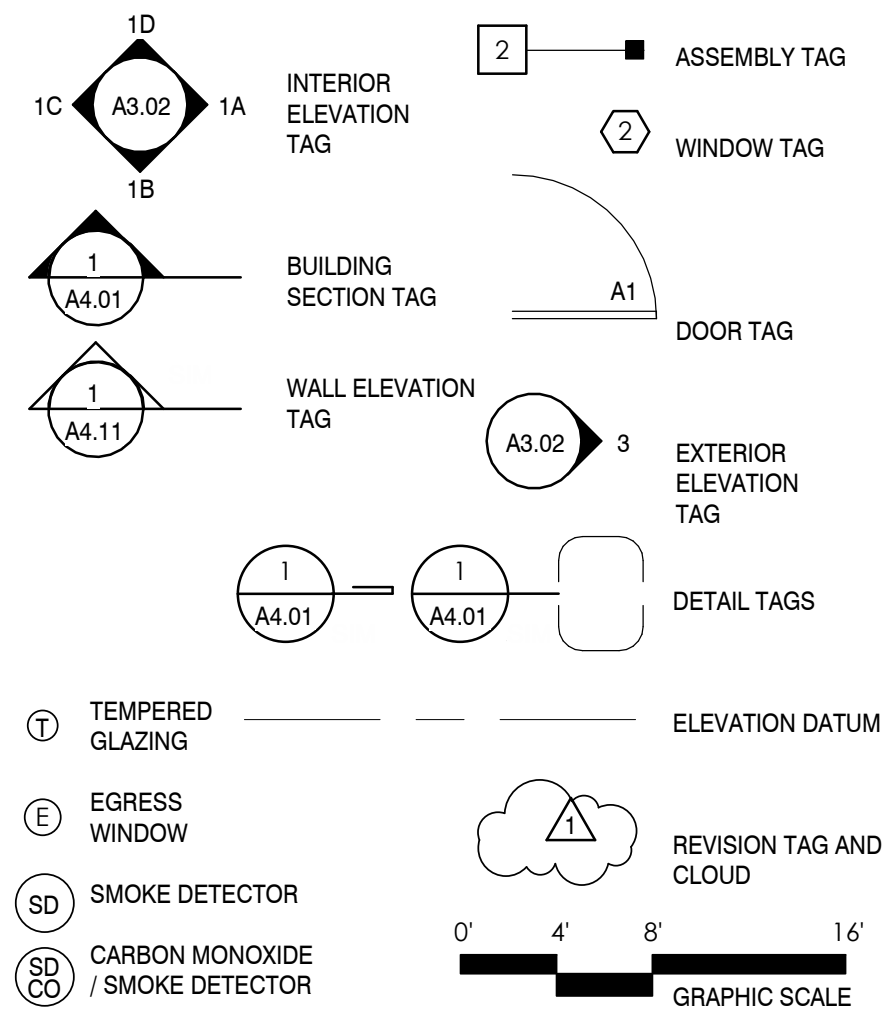 1D
1C
A3.02
1A
1B
INTERIOR
ELEVATION
TAG
1
A4.01
BUILDING
SECTION TAG
1
A4.11
WALL ELEVATION
TAG
2
ASSEMBLY TAG
2
WINDOW TAG
A1
DOOR TAG
A3.02
3
EXTERIOR
ELEVATION
TAG
1
A4.01
1
A4.01
DETAIL TAGS
T
TEMPERED
GLAZING
ELEVATION DATUM
E
EGRESS
WINDOW
1
REVISION TAG AND
CLOUD
SD
SMOKE DETECTOR
SD
CO
CARBON MONOXIDE
/ SMOKE DETECTOR
0' 4' 8' 16'
GRAPHIC SCALE